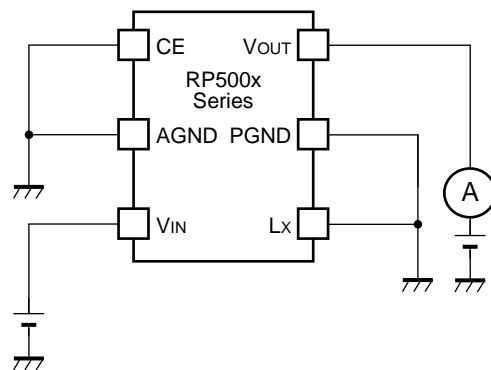 CE
VOUT
RP500x
Series
AGND
PGND
A
VIN
LX